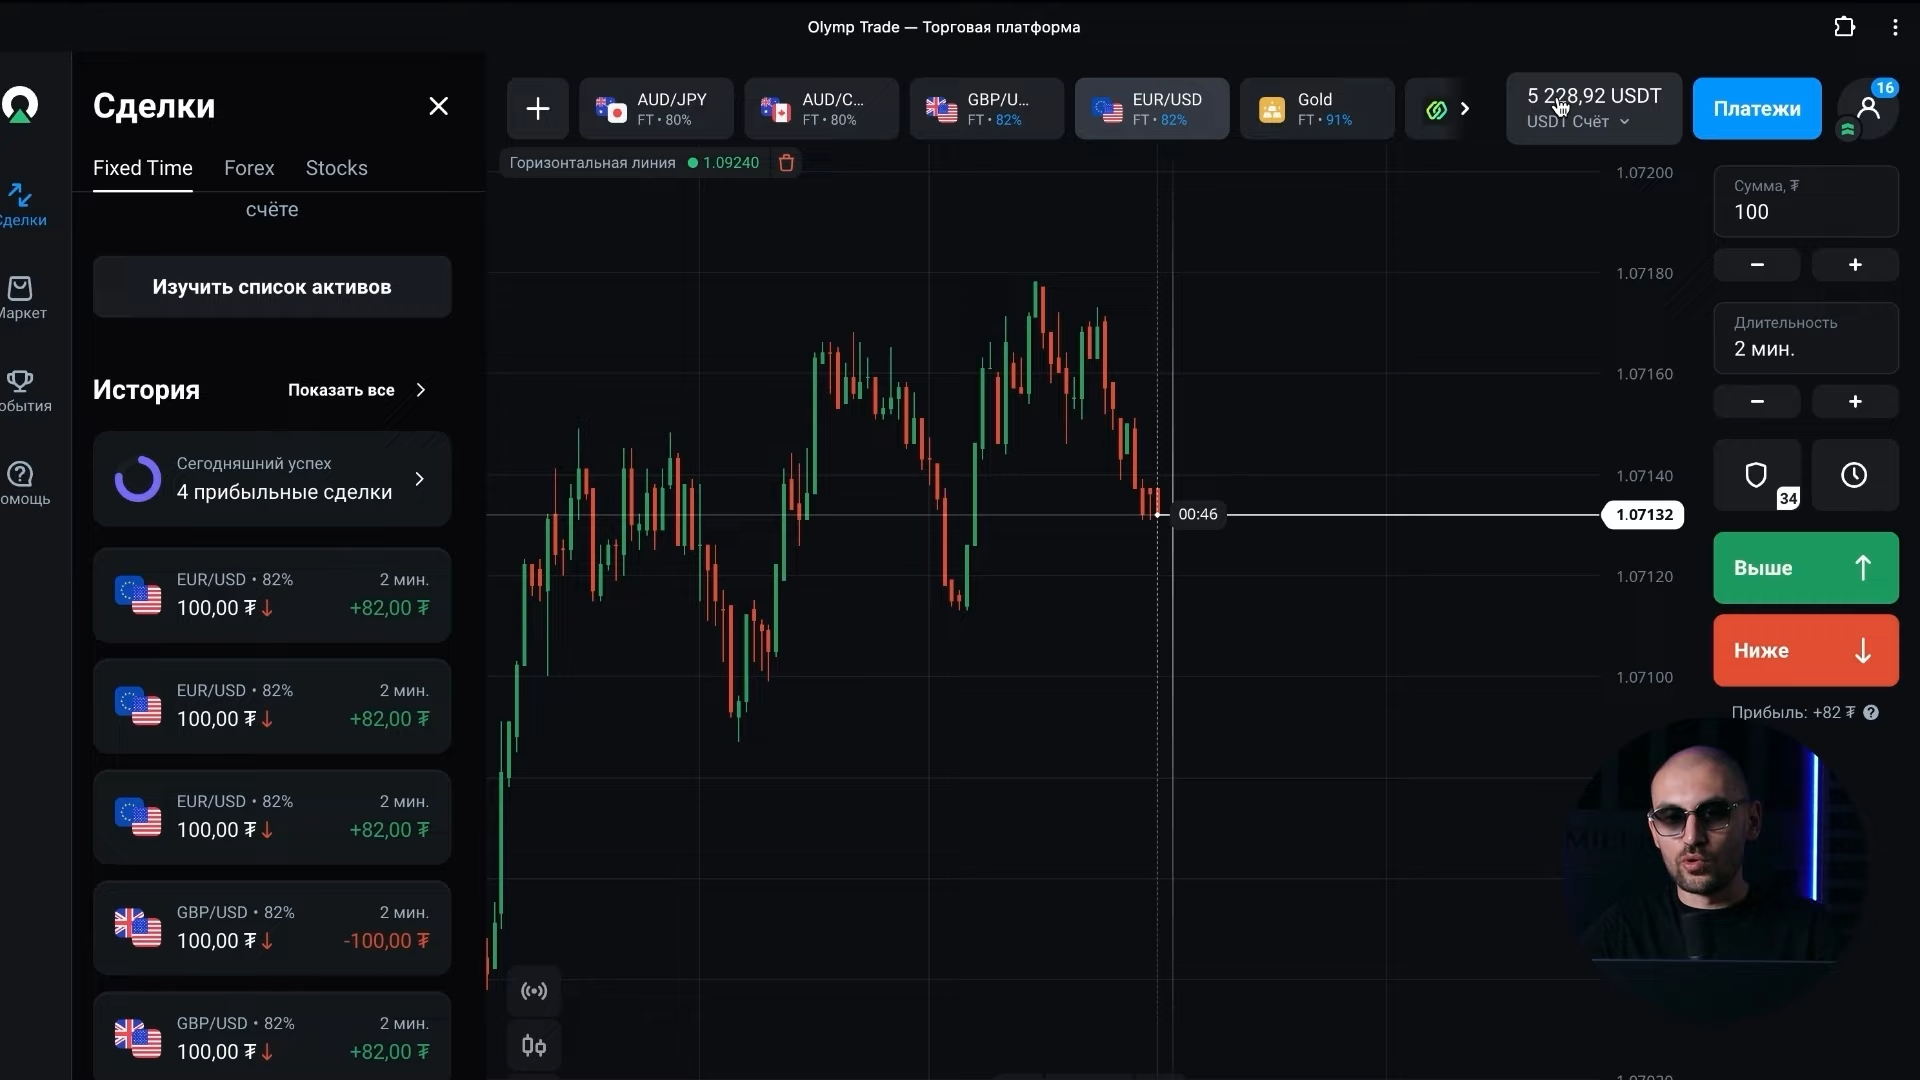 Olymp Trade — Торговая платформа
Сделки
Fixed Time
Forex
Stocks
счёте
Изучить список активов
История
Показать все
Сегодняшний успех
4 прибыльные сделки
EUR/USD • 82%
2 мин.
100,00 ₮ ↓
+82,00 ₮
EUR/USD • 82%
2 мин.
100,00 ₮ ↓
+82,00 ₮
EUR/USD • 82%
2 мин.
100,00 ₮ ↓
+82,00 ₮
GBP/USD • 82%
2 мин.
100,00 ₮ ↓
-100,00 ₮
GBP/USD • 82%
2 мин.
100,00 ₮ ↓
+82,00 ₮
делки
Маркет
обытия
омощь
AUD/JPY
FT • 80%
AUD/C...
FT • 80%
GBP/U...
FT • 82%
EUR/USD
FT • 82%
Gold
FT • 91%
5 228,92 USDT
USDT Счёт
Платежи
16
Горизонтальная линия
1.09240
1.07200
1.07180
1.07160
1.07140
00:46
1.07132
1.07120
1.07100
Сумма, ₮
100
− +
Длительность
2 мин.
− +
34
Выше ↑
Ниже ↓
Прибыль: +82 ₮